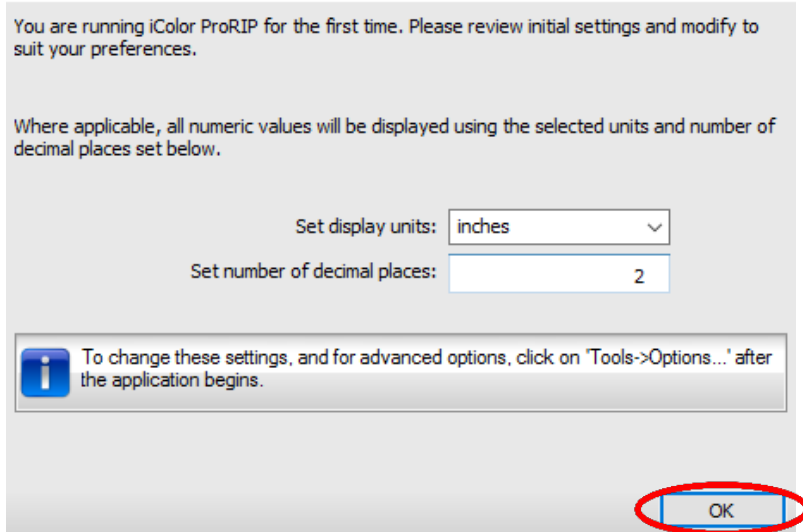 You are running iColor ProRIP for the first time. Please review initial settings and modify to
suit your preferences.
Where applicable, all numeric values will be displayed using the selected units and number of
decimal places set below.
Set display units: inches
Set number of decimal places: 2
To change these settings, and for advanced options, click on 'Tools->Options...' after
the application begins.
OK